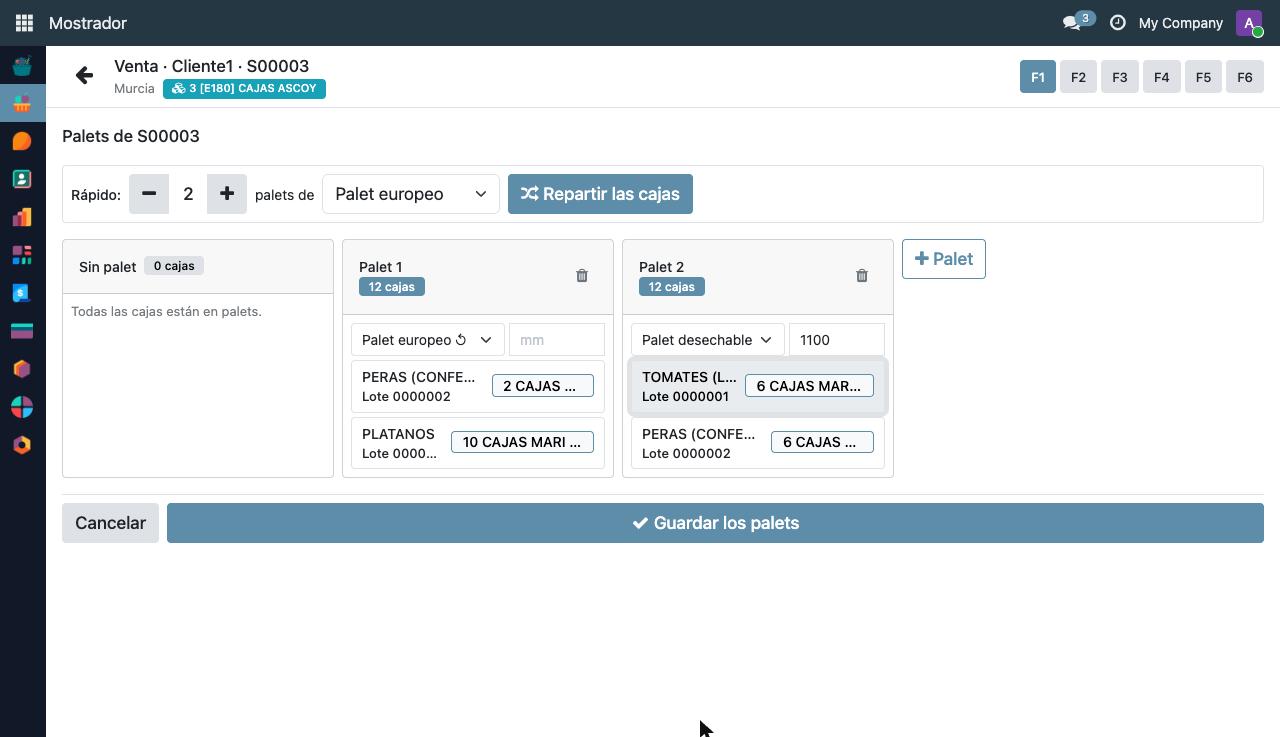 Mostrador
3
My Company
A
Venta · Cliente1 · S00003
Murcia
3 [E180] CAJAS ASCOY
F1
F2
F3
F4
F5
F6
Palets de S00003
Rápido:
2
palets de
Palet europeo
Repartir las cajas
Sin palet
0 cajas
Todas las cajas están en palets.
Palet 1
12 cajas
Palet europeo
mm
PERAS (CONFE...
Lote 0000002
2 CAJAS ...
PLATANOS
Lote 0000...
10 CAJAS MARI ...
Palet 2
12 cajas
Palet desechable
1100
TOMATES (L...
Lote 0000001
6 CAJAS MAR...
PERAS (CONFE...
Lote 0000002
6 CAJAS ...
Palet
Cancelar
Guardar los palets